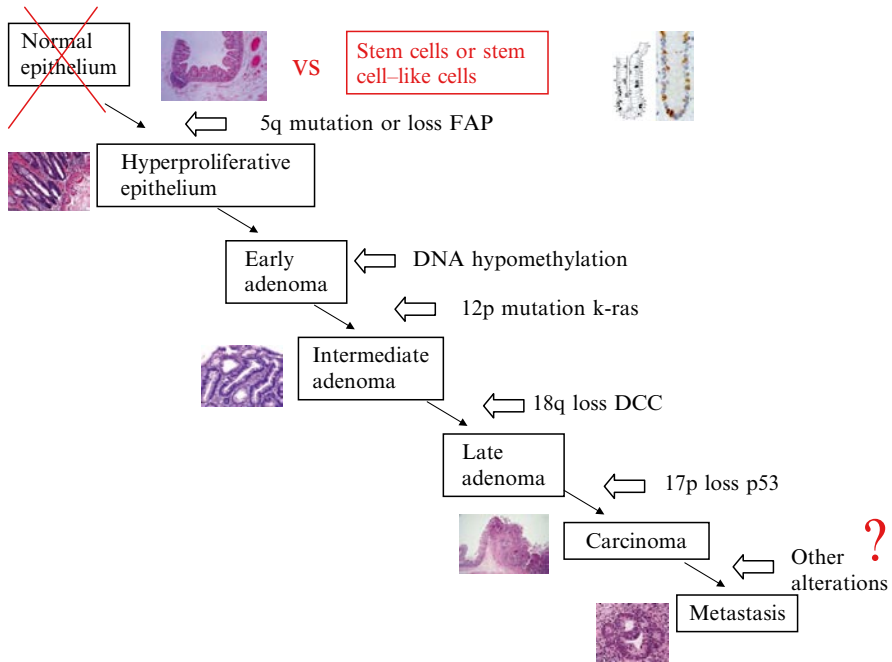 Normal
epithelium
vs
Stem cells or stem
cell–like cells
5q mutation or loss FAP
Hyperproliferative
epithelium
Early
adenoma
DNA hypomethylation
12p mutation k-ras
Intermediate
adenoma
18q loss DCC
Late
adenoma
17p loss p53
Carcinoma
?
Other
alterations
Metastasis